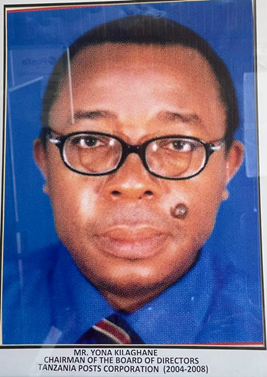 MR. YONA KILAGHANE
CHAIRMAN OF THE BOARD OF DIRECTORS
TANZANIA POSTS CORPORATION (2004-2008)